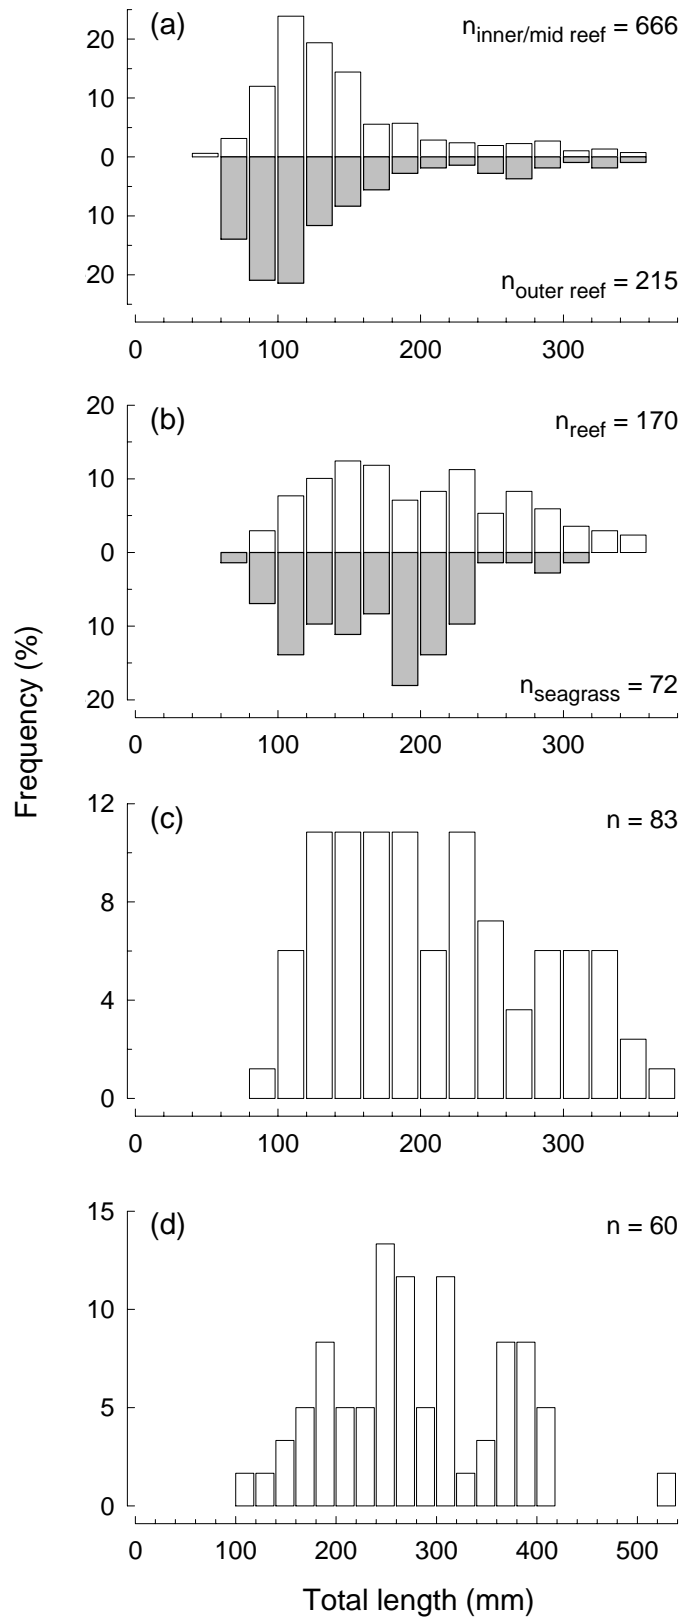 (a)
n inner/mid reef = 666
20
10
0
10
20
n outer reef = 215
0 100 200 300
(b)
n reef = 170
20
10
0
10
20
n seagrass = 72
0 100 200 300
Frequency (%)
(c)
n = 83
12
8
4
0
0 100 200 300
(d)
n = 60
15
10
5
0
0 100 200 300 400 500
Total length (mm)